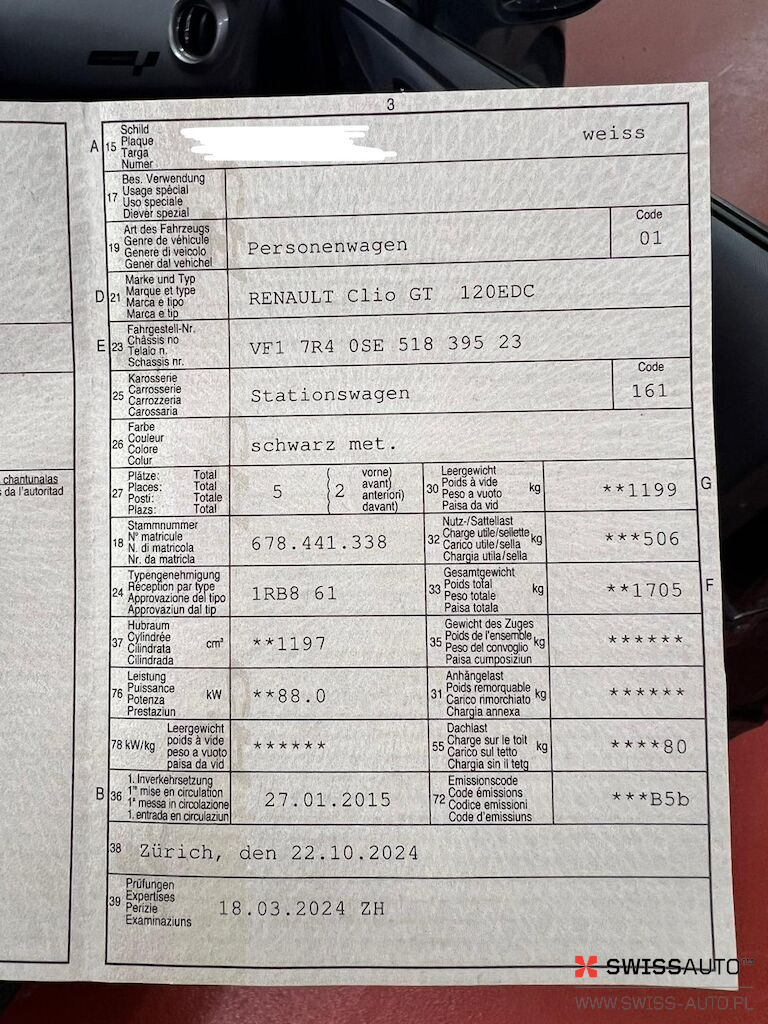 3
A 15 Schild
Plaque
Targa
Numer
weiss
17 Bes. Verwendung
Usage spécial
Uso speciale
Diever spezial
19 Art des Fahrzeugs
Genre de véhicule
Genere di veicolo
Gener dal vehichel
Personenwagen
Code
01
D 21 Marke und Typ
Marque et type
Marca e tipo
Marca e tip
RENAULT Clio GT 120EDC
E 23 Fahrgestell-Nr.
Châssis no
Telaio n.
Schassis nr.
VF1 7R4 0SE 518 395 23
25 Karosserie
Carrosserie
Carrozzeria
Carossaria
Stationswagen
Code
161
26 Farbe
Couleur
Colore
Colur
schwarz met.
chantunalas
da l'autoritad
27 Plätze: Total
Places: Total
Posti: Totale
Plazs: Total
5 2 vorne)
avant)
anteriori)
davant)
30 Leergewicht
Poids à vide
Peso a vuoto
Paisa da vid
kg
**1199
G
18 Stammnummer
N° matricule
N. di matricola
Nr. da matricla
678.441.338
32 Nutz-/Sattellast
Charge utile/sellette
Carico utile/sella
Chargia utila/sella
kg
***506
24 Typengenehmigung
Réception par type
Approvazione del tipo
Approvaziun dal tip
1RB8 61
33 Gesamtgewicht
Poids total
Peso totale
Paisa totala
kg
**1705
F
37 Hubraum
Cylindrée
Cilindrata
Cilindrada
cm³
**1197
35 Gewicht des Zuges
Poids de l'ensemble
Peso del convoglio
Paisa cumposiziun
kg
******
76 Leistung
Puissance
Potenza
Prestaziun
kW
**88.0
31 Anhängelast
Poids remorquable
Carico rimorchiato
Chargia annexa
kg
******
78 kW/kg Leergewicht
poids à vide
peso a vuoto
paisa da vid
******
55 Dachlast
Charge sur le toit
Carico sul tetto
Chargia sin il tetg
kg
****80
B 36 1. Inverkehrsetzung
1re mise en circulation
1a messa in circolazione
1. entrada en circulaziun
27.01.2015
72 Emissionscode
Code émissions
Codice emissioni
Code d'emissiuns
***B5b
38 Zürich, den 22.10.2024
39 Prüfungen
Expertises
Perizie
Examinaziuns
18.03.2024 ZH
SWISSAUTO™
WWW.SWISS-AUTO.PL